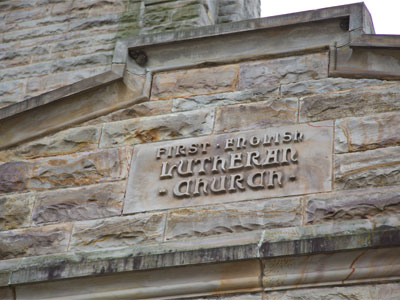 FIRST · ENGLISH
LUTHERAN
- CHURCH -